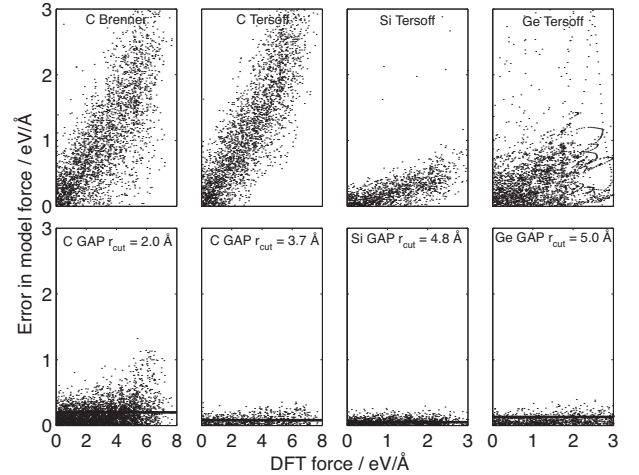 C Brenner
C Tersoff
Si Tersoff
Ge Tersoff
3
2
1
0
C GAP r_cut = 2.0 Å
C GAP r_cut = 3.7 Å
Si GAP r_cut = 4.8 Å
Ge GAP r_cut = 5.0 Å
3
2
1
0
0 2 4 6 8
0 2 4 6 8
0 1 2 3
0 1 2 3
Error in model force / eV/Å
DFT force / eV/Å